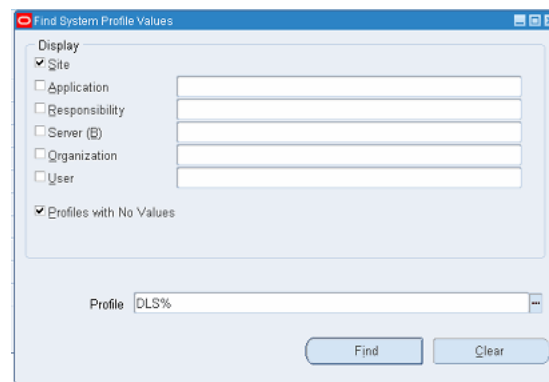 Find System Profile Values
Display
Site
Application
Responsibility
Server (B)
Organization
User
Profiles with No Values
Profile DLS%
Find Clear